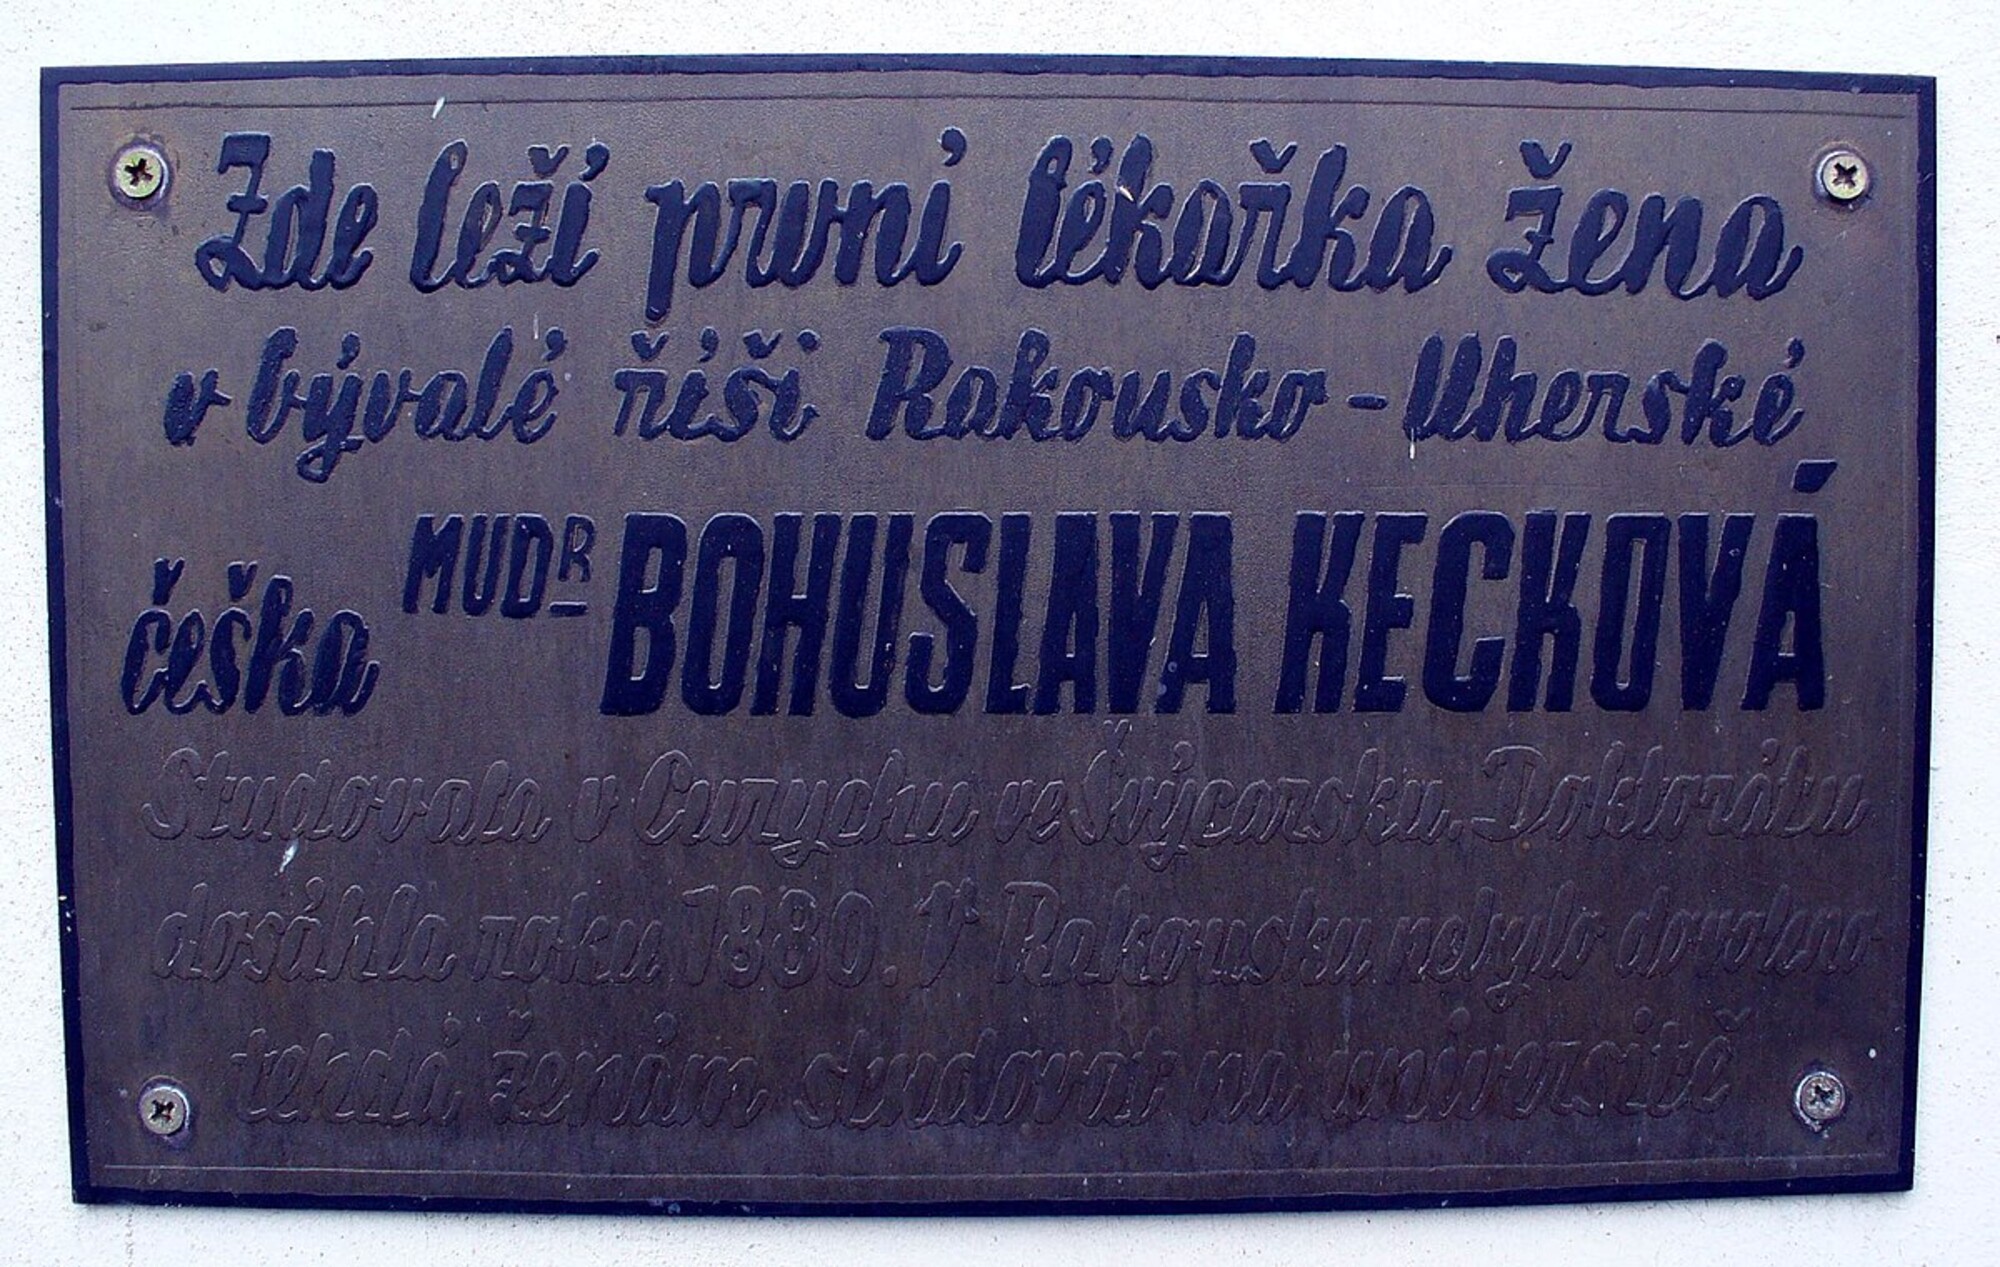 Zde leží první lékařka žena
v bývalé říši Rakousko-Uherské
češka MUDR BOHUSLAVA KECKOVÁ
Studovala v Curychu ve Švýcarsku. Doktorátu
dosáhla roku 1880. V Rakousku nebylo dovoleno
tehdá ženám studovat na universitě